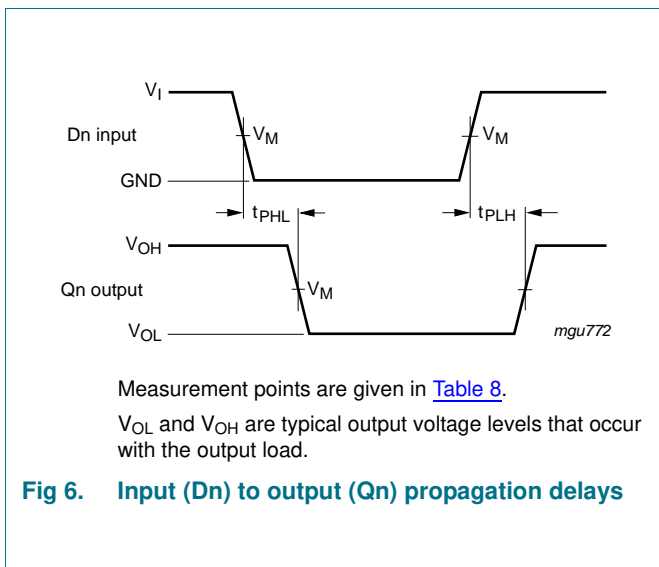 VI
Dn input
VM
VM
GND
tPHL
tPLH
VOH
Qn output
VM
VOL
mgu772
Measurement points are given in Table 8.
VOL and VOH are typical output voltage levels that occur
with the output load.
Fig 6. Input (Dn) to output (Qn) propagation delays